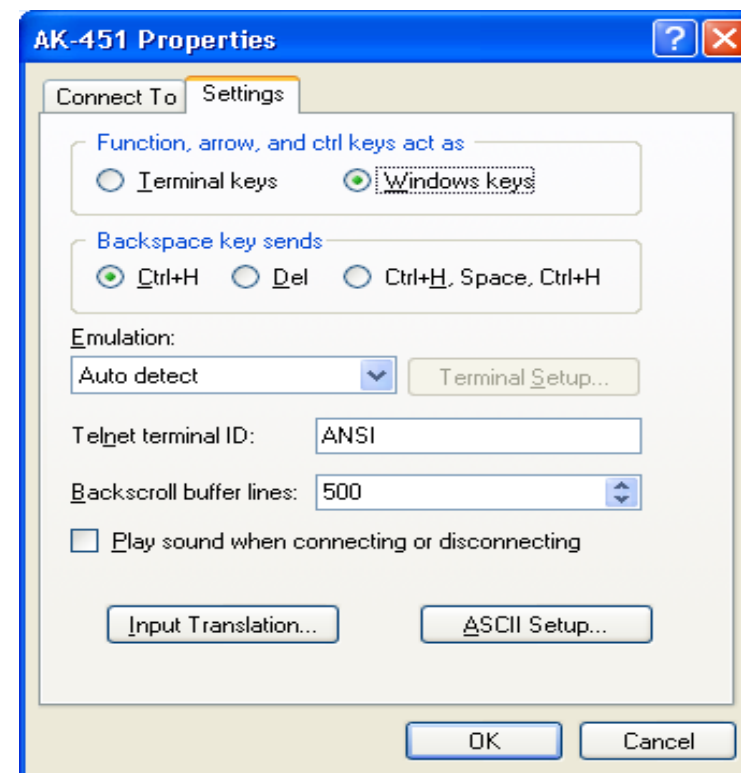 AK-451 Properties
Connect To Settings
Function, arrow, and ctrl keys act as
Terminal keys Windows keys
Backspace key sends
Ctrl+H Del Ctrl+H, Space, Ctrl+H
Emulation:
Auto detect Terminal Setup...
Telnet terminal ID: ANSI
Backscroll buffer lines: 500
Play sound when connecting or disconnecting
Input Translation... ASCII Setup...
OK Cancel